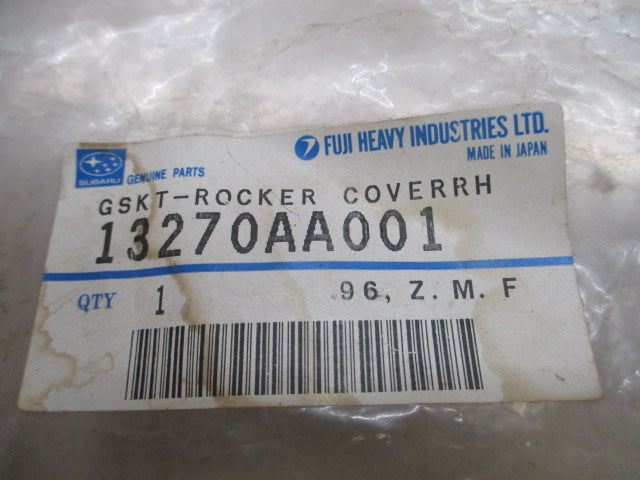 FUJI HEAVY INDUSTRIES LTD.
MADE IN JAPAN
SUBARU
GENUINE PARTS
GSKT-ROCKER COVERRH
13270AA001
QTY 1 .96, Z. M. F